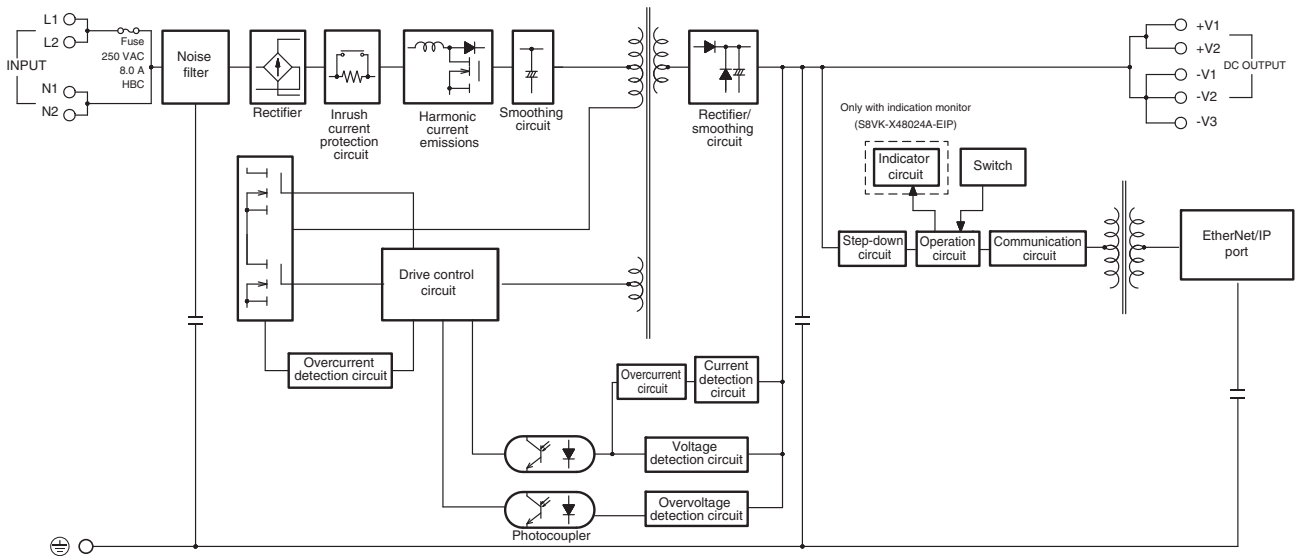 L1
L2
INPUT
N1
N2
Fuse
250 VAC
8.0 A
HBC
Noise
filter
Rectifier
Inrush
current
protection
circuit
Harmonic
current
emissions
Smoothing
circuit
Rectifier/
smoothing
circuit
+V1
+V2
DC OUTPUT
-V1
-V2
-V3
Only with indication monitor
(S8VK-X48024A-EIP)
Indicator
circuit
Switch
Step-down
circuit
Operation
circuit
Communication
circuit
EtherNet/IP
port
Drive control
circuit
Overcurrent
detection circuit
Overcurrent
circuit
Current
detection
circuit
Voltage
detection circuit
Overvoltage
detection circuit
Photocoupler